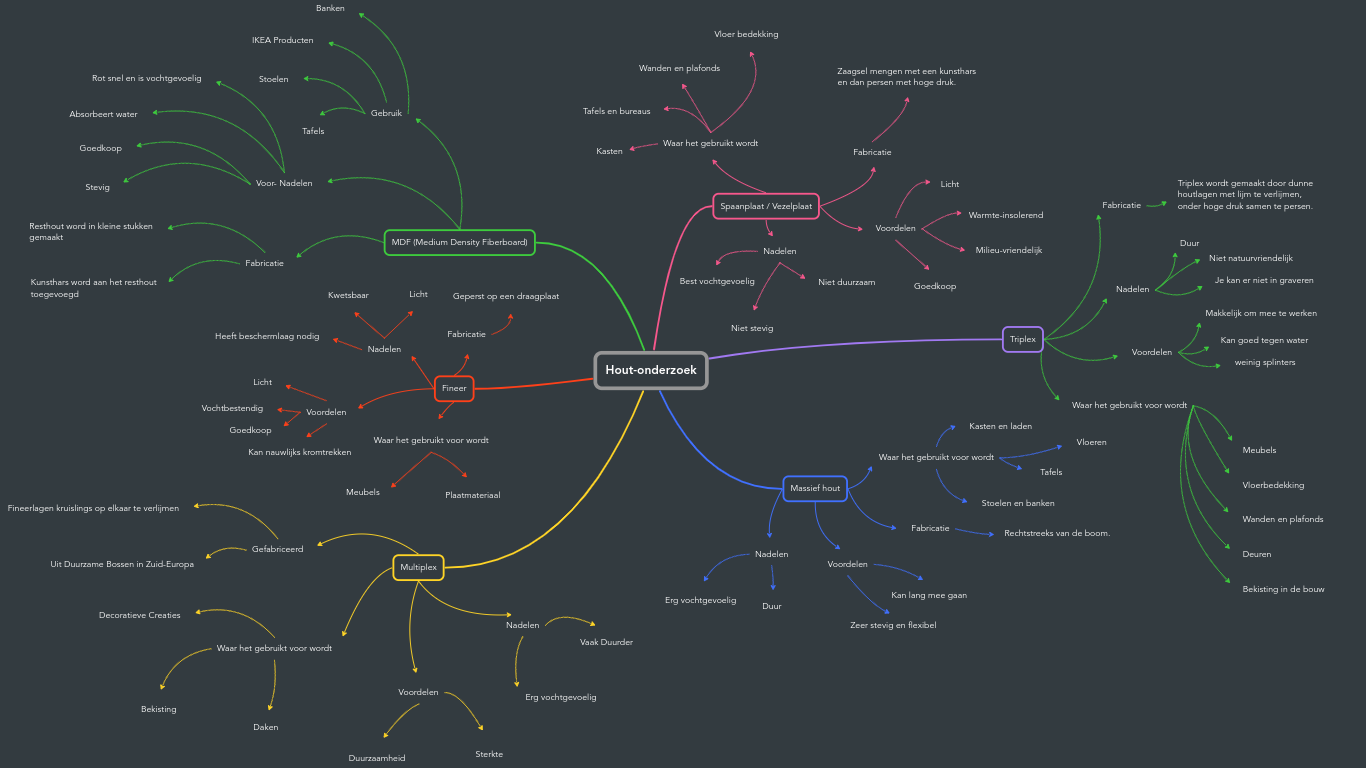 Hout-onderzoek
MDF (Medium Density Fiberboard)
Gebruik
Banken
IKEA Producten
Stoelen
Tafels
Voor- Nadelen
Rot snel en is vochtgevoelig
Absorbeert water
Goedkoop
Stevig
Fabricatie
Resthout word in kleine stukken
gemaakt
Kunsthars word aan het resthout
toegevoegd
Spaanplaat / Vezelplaat
Waar het gebruikt wordt
Vloer bedekking
Wanden en plafonds
Tafels en bureaus
Kasten
Fabricatie
Zaagsel mengen met een kunsthars
en dan persen met hoge druk.
Voordelen
Licht
Warmte-insolerend
Milieu-vriendelijk
Goedkoop
Nadelen
Best vochtgevoelig
Niet duurzaam
Niet stevig
Triplex
Fabricatie
Triplex wordt gemaakt door dunne
houtlagen met lijm te verlijmen,
onder hoge druk samen te persen.
Nadelen
Duur
Niet natuurvriendelijk
Je kan er niet in graveren
Voordelen
Makkelijk om mee te werken
Kan goed tegen water
weinig splinters
Waar het gebruikt voor wordt
Meubels
Vloerbedekking
Wanden en plafonds
Deuren
Bekisting in de bouw
Fineer
Nadelen
Kwetsbaar
Licht
Heeft beschermlaag nodig
Fabricatie
Geperst op een draagplaat
Voordelen
Licht
Vochtbestendig
Goedkoop
Kan nauwlijks kromtrekken
Waar het gebruikt voor wordt
Meubels
Plaatmateriaal
Massief hout
Waar het gebruikt voor wordt
Kasten en laden
Vloeren
Tafels
Stoelen en banken
Fabricatie
Rechtstreeks van de boom.
Nadelen
Erg vochtgevoelig
Duur
Voordelen
Kan lang mee gaan
Zeer stevig en flexibel
Multiplex
Gefabriceerd
Fineerlagen kruislings op elkaar te verlijmen
Uit Duurzame Bossen in Zuid-Europa
Waar het gebruikt voor wordt
Decoratieve Creaties
Bekisting
Daken
Nadelen
Vaak Duurder
Erg vochtgevoelig
Voordelen
Duurzaamheid
Sterkte